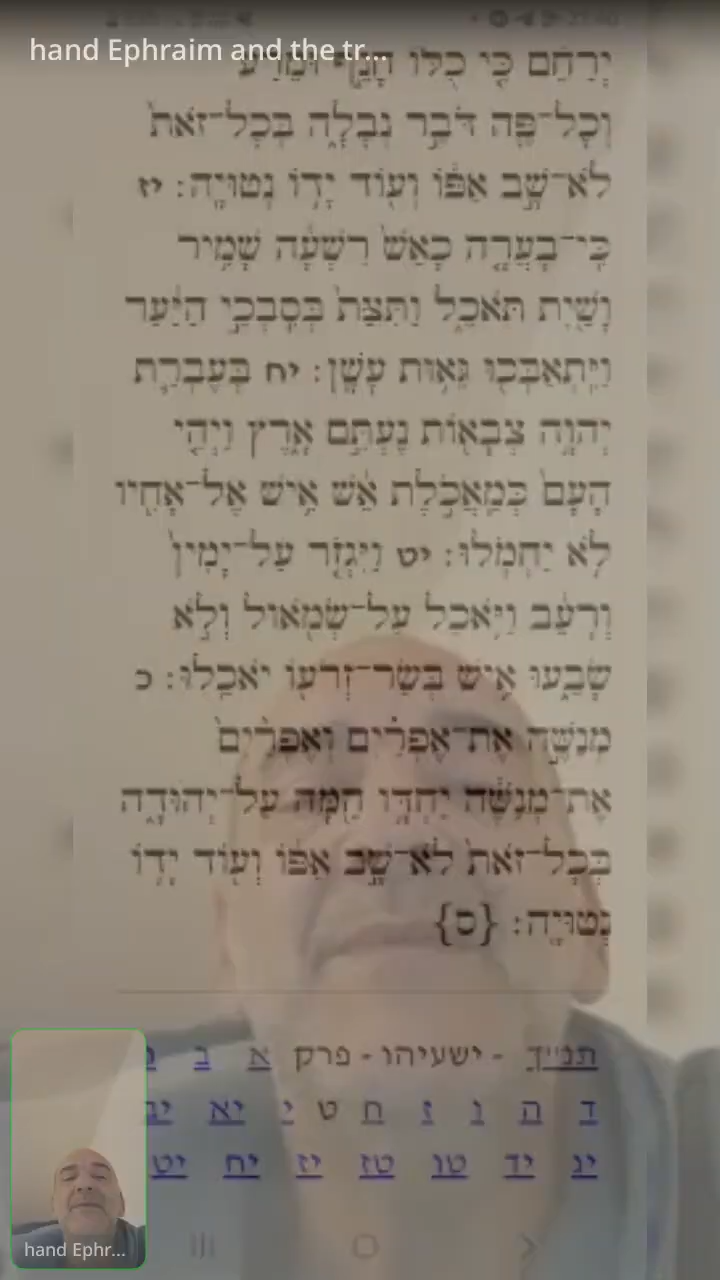 hand Ephraim and the tr...
יְרַחֵם כִּי כֻלּוֹ חָנֵף וּמֵרַע
וְכָל־פֶּה דֹּבֵר נְבָלָה בְּכָל־זֹאת
לֹא־שָׁב אַפּוֹ וְעוֹד יָדוֹ נְטוּיָה: יז
כִּי־בָעֲרָה כָאֵשׁ רִשְׁעָה שָׁמִיר
וָשַׁיִת תֹּאכֵל וַתִּצַּת בְּסִבְכֵי הַיַּעַר
וַיִּתְאַבְּכוּ גֵּאוּת עָשָׁן: יח בְּעֶבְרַת
יְהוָה צְבָאוֹת נֶעְתַּם אָרֶץ וַיְהִי
הָעָם כְּמַאֲכֹלֶת אֵשׁ אִישׁ אֶל־אָחִיו
לֹא יַחְמֹלוּ: יט וַיִּגְזֹר עַל־יָמִין
וְרָעֵב וַיֹּאכַל עַל־שְׂמֹאול וְלֹא
שָׂבֵעוּ אִישׁ בְּשַׂר־זְרֹעוֹ יֹאכֵלוּ: כ
מְנַשֶּׁה אֶת־אֶפְרַיִם וְאֶפְרַיִם
אֶת־מְנַשֶּׁה יַחְדָּו הֵמָּה עַל־יְהוּדָה
בְּכָל־זֹאת לֹא־שָׁב אַפּוֹ וְעוֹד יָדוֹ
נְטוּיָה: {ס}
תנ״ך - ישעיהו - פרק א ב
ד ה ו ז ח ט י יא יב
יג יד טו טז יז יח יט
hand Ephr...